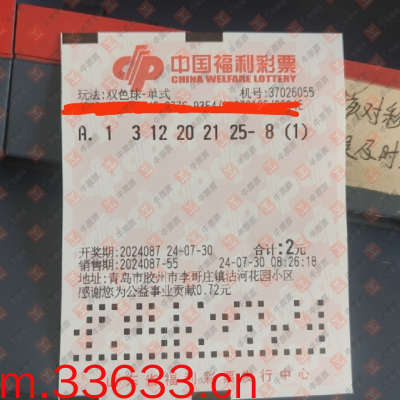 中国福利彩票
CHINA WELFARE LOTTERY
玩法:双色球-单式 机号:37026055
A. 1 3 12 20 21 25- 8 (1)
开奖期:2024087 24-07-30 合计:2元
销售期:2024087-55 24-07-30 08:26:18
地址:青岛市胶州市李哥庄镇沽河花园小区
感谢您为公益事业贡献0.72元
m.33633.cn